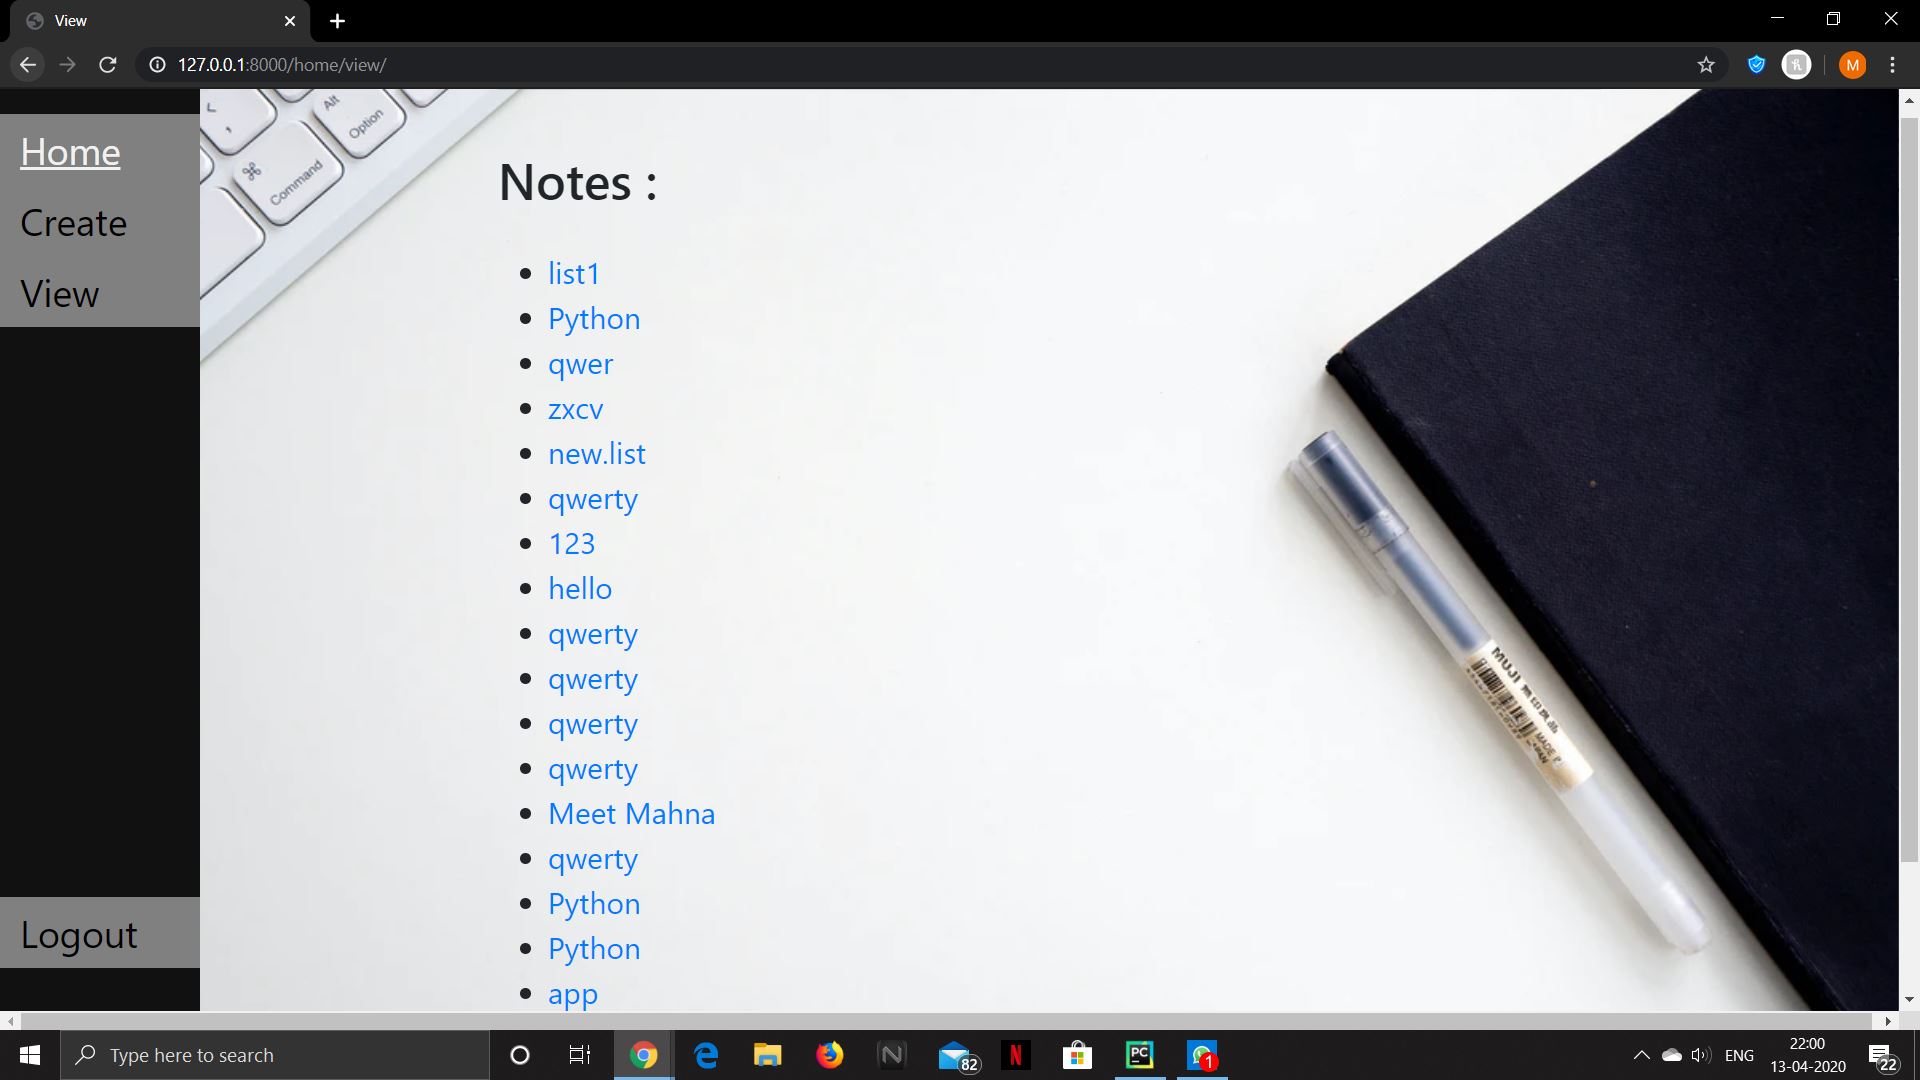 View
127.0.0.1:8000/home/view/
M
Home
Create
View
Logout
Alt
Option
Command
Notes :
list1
Python
qwer
zxcv
new.list
qwerty
123
hello
qwerty
qwerty
qwerty
qwerty
Meet Mahna
qwerty
Python
Python
app
MUJI
Type here to search
82
N
PC
1
ENG
22:00
13-04-2020
22